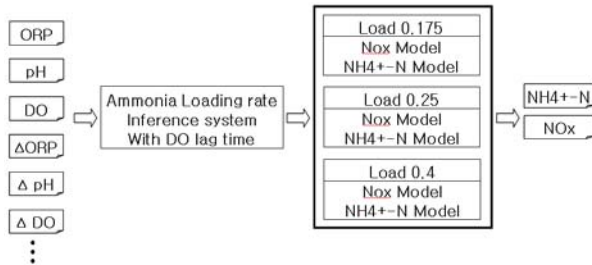 ORP
pH
DO
ΔORP
Δ pH
Δ DO
Ammonia Loading rate
Inference system
With DO lag time
Load 0.175
Nox Model
NH4+-N Model
Load 0.25
Nox Model
NH4+-N Model
Load 0.4
Nox Model
NH4+-N Model
NH4+-N
NOx